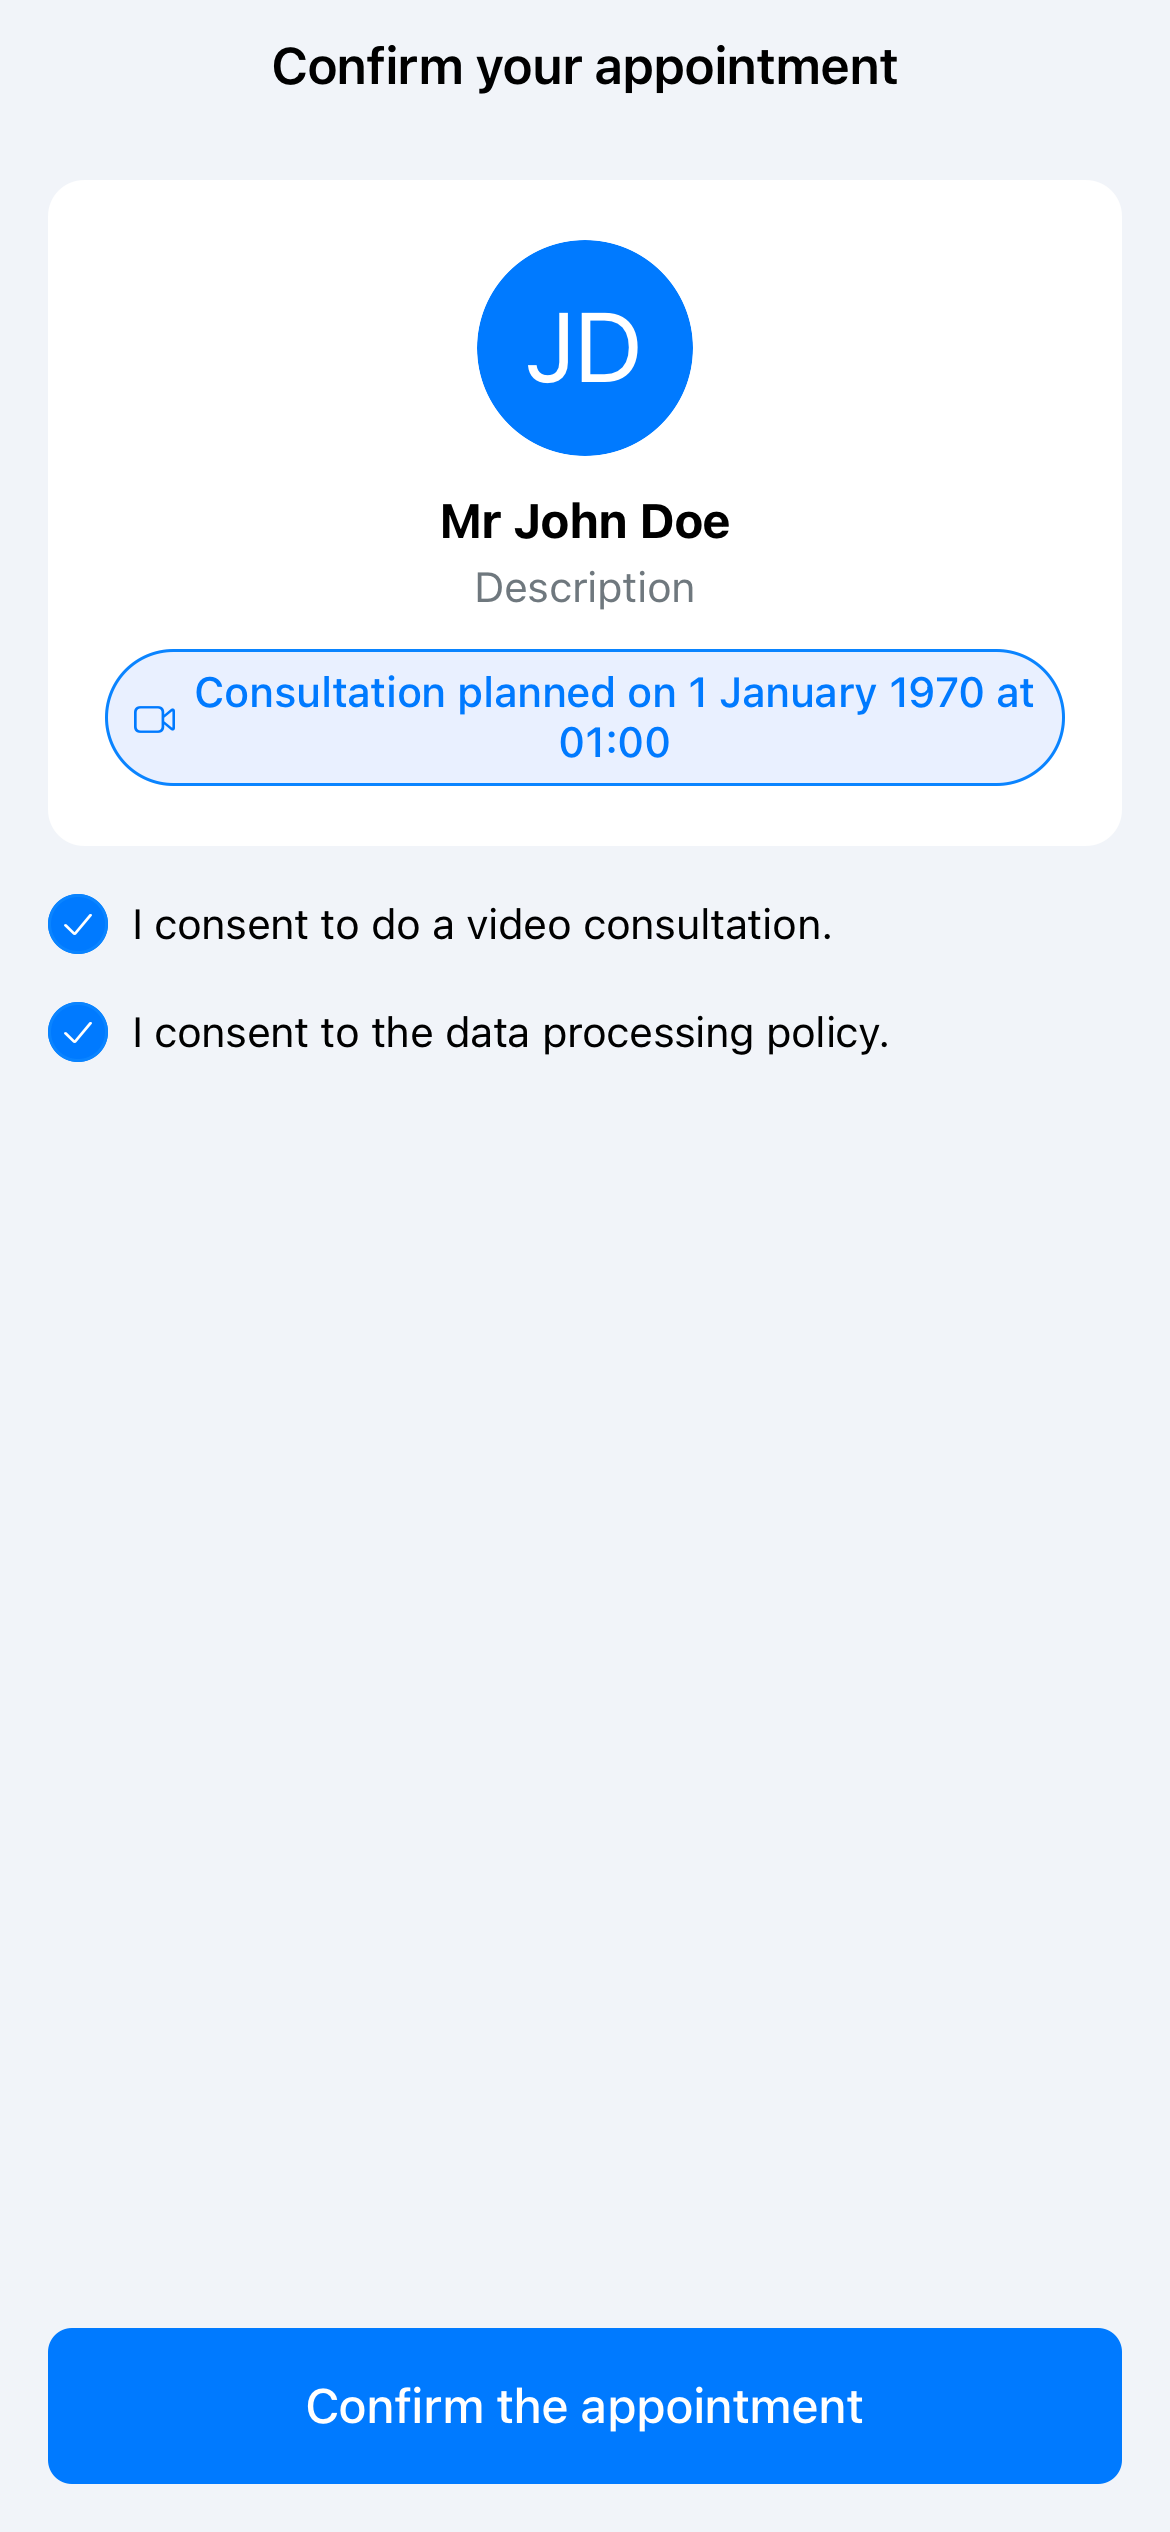 Confirm your appointment
JD
Mr John Doe
Description
Consultation planned on 1 January 1970 at
01:00
I consent to do a video consultation.
I consent to the data processing policy.
Confirm the appointment